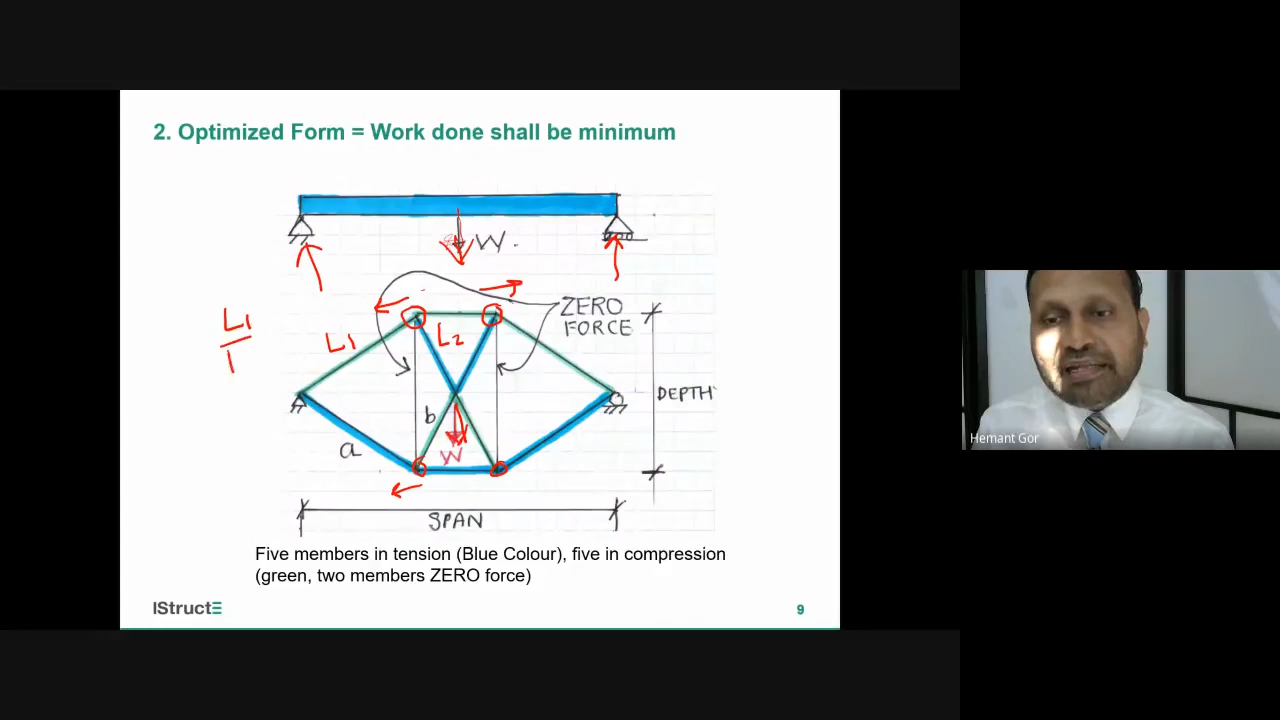 2. Optimized Form = Work done shall be minimum
W.
ZERO
FORCE
L1
1
L1
L2
DEPTH
b
a
W
SPAN
Five members in tension (Blue Colour), five in compression
(green, two members ZERO force)
IStructE
9
Hemant Gor